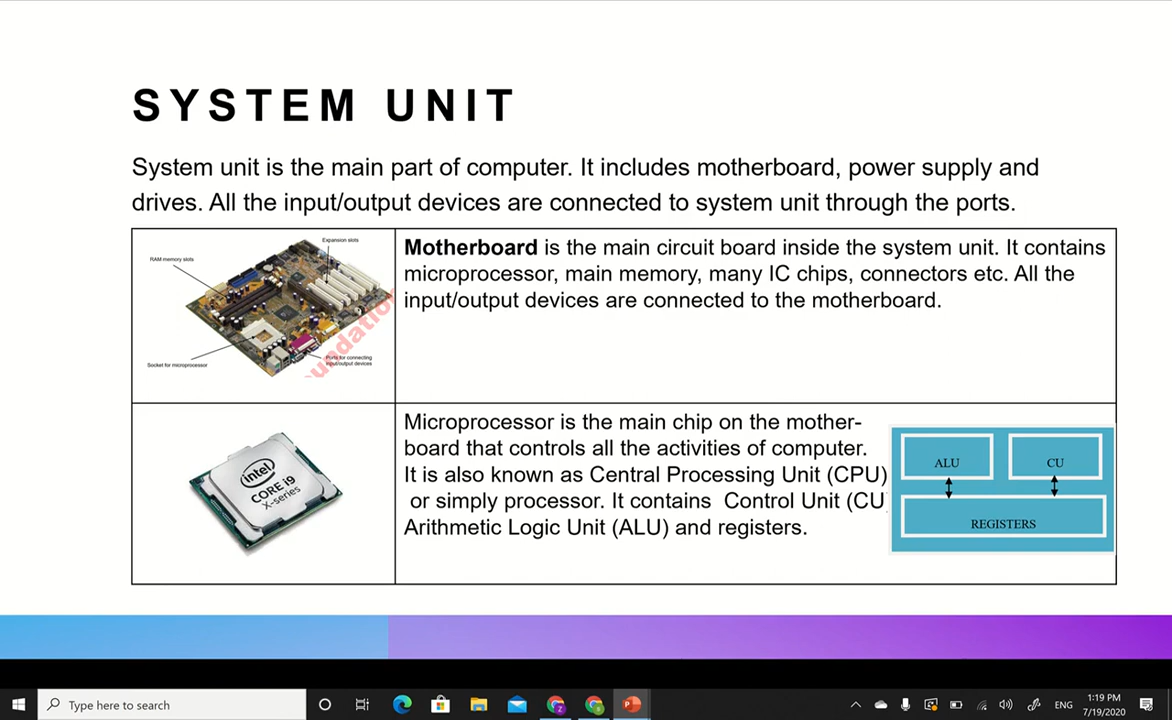 SYSTEM UNIT
System unit is the main part of computer. It includes motherboard, power supply and
drives. All the input/output devices are connected to system unit through the ports.
Expansion slots
RAM memory slots
Socket for microprocessor
Ports for connecting
input/output devices
undation
Motherboard is the main circuit board inside the system unit. It contains
microprocessor, main memory, many IC chips, connectors etc. All the
input/output devices are connected to the motherboard.
intel
CORE i9
X-series
Microprocessor is the main chip on the mother-
board that controls all the activities of computer.
It is also known as Central Processing Unit (CPU)
or simply processor. It contains Control Unit (CU
Arithmetic Logic Unit (ALU) and registers.
ALU
CU
REGISTERS
Type here to search
ENG
1:19 PM
7/19/2020